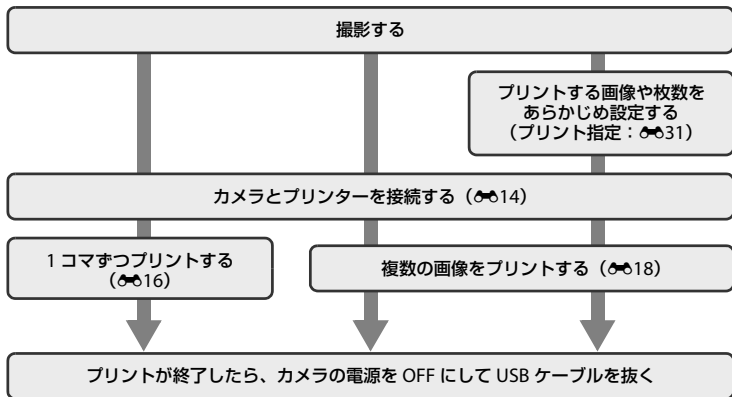 撮影する
プリントする画像や枚数を
あらかじめ設定する
（プリント指定：31）
カメラとプリンターを接続する（14）
1 コマずつプリントする
（16）
複数の画像をプリントする（18）
プリントが終了したら、カメラの電源を OFF にして USB ケーブルを抜く